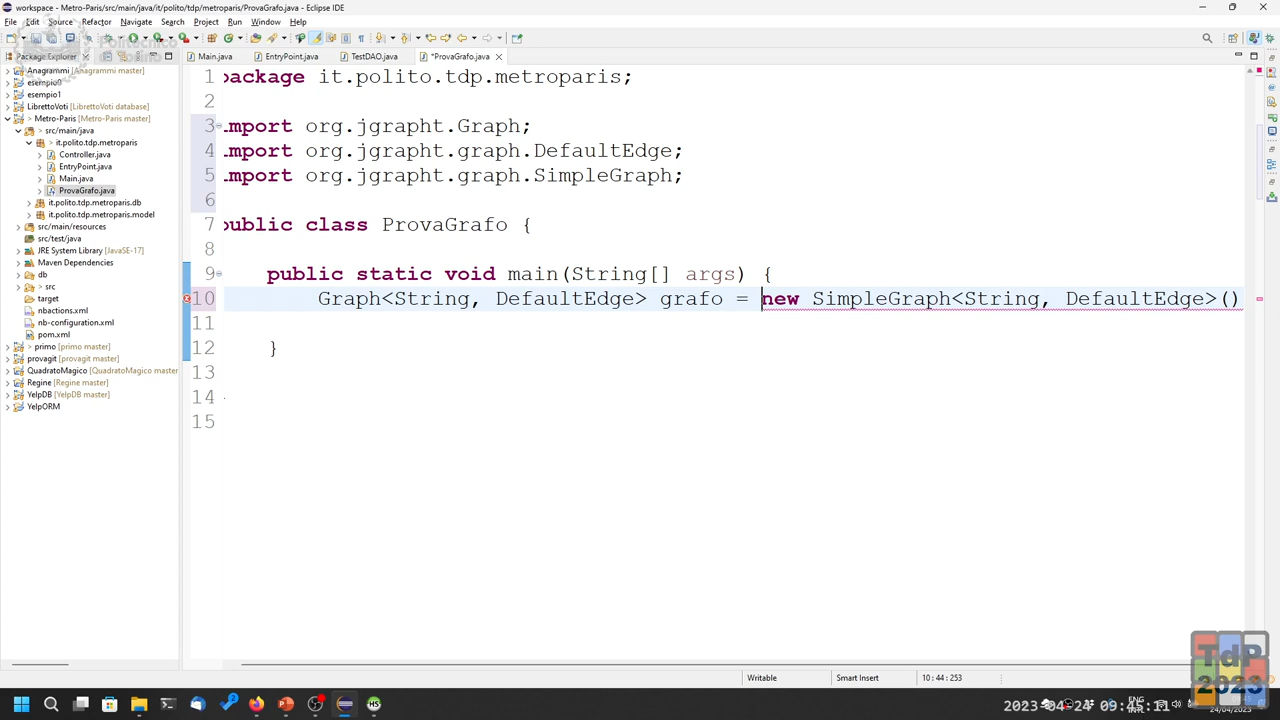 workspace - Metro-Paris/src/main/java/it/polito/tdp/metroparis/ProvaGrafo.java - Eclipse IDE
File Edit Source Refactor Navigate Search Project Run Window Help
Politecnico
Package Explorer
Main.java EntryPoint.java TestDAO.java *ProvaGrafo.java
Anagrammi [Anagrammi master]
esempio0
esempio1
LibrettoVoti [LibrettoVoti database]
> Metro-Paris [Metro-Paris master]
> src/main/java
> it.polito.tdp.metroparis
Controller.java
EntryPoint.java
Main.java
ProvaGrafo.java
it.polito.tdp.metroparis.db
it.polito.tdp.metroparis.model
src/main/resources
src/test/java
JRE System Library [JavaSE-17]
Maven Dependencies
db
> src
target
nbactions.xml
nb-configuration.xml
pom.xml
> primo [primo master]
provagit [provagit master]
QuadratoMagico [QuadratoMagico master]
Regine [Regine master]
YelpDB [YelpDB master]
YelpORM
1 package it.polito.tdp.metroparis;
2
3 import org.jgrapht.Graph;
4 import org.jgrapht.graph.DefaultEdge;
5 import org.jgrapht.graph.SimpleGraph;
6
7 public class ProvaGrafo {
8
9 public static void main(String[] args) {
10 Graph<String, DefaultEdge> grafo = new SimpleGraph<String, DefaultEdge>()
11
12 }
13
14
15
Writable Smart Insert 10 : 44 : 253
TdP
2023
ENG
24/04/2023